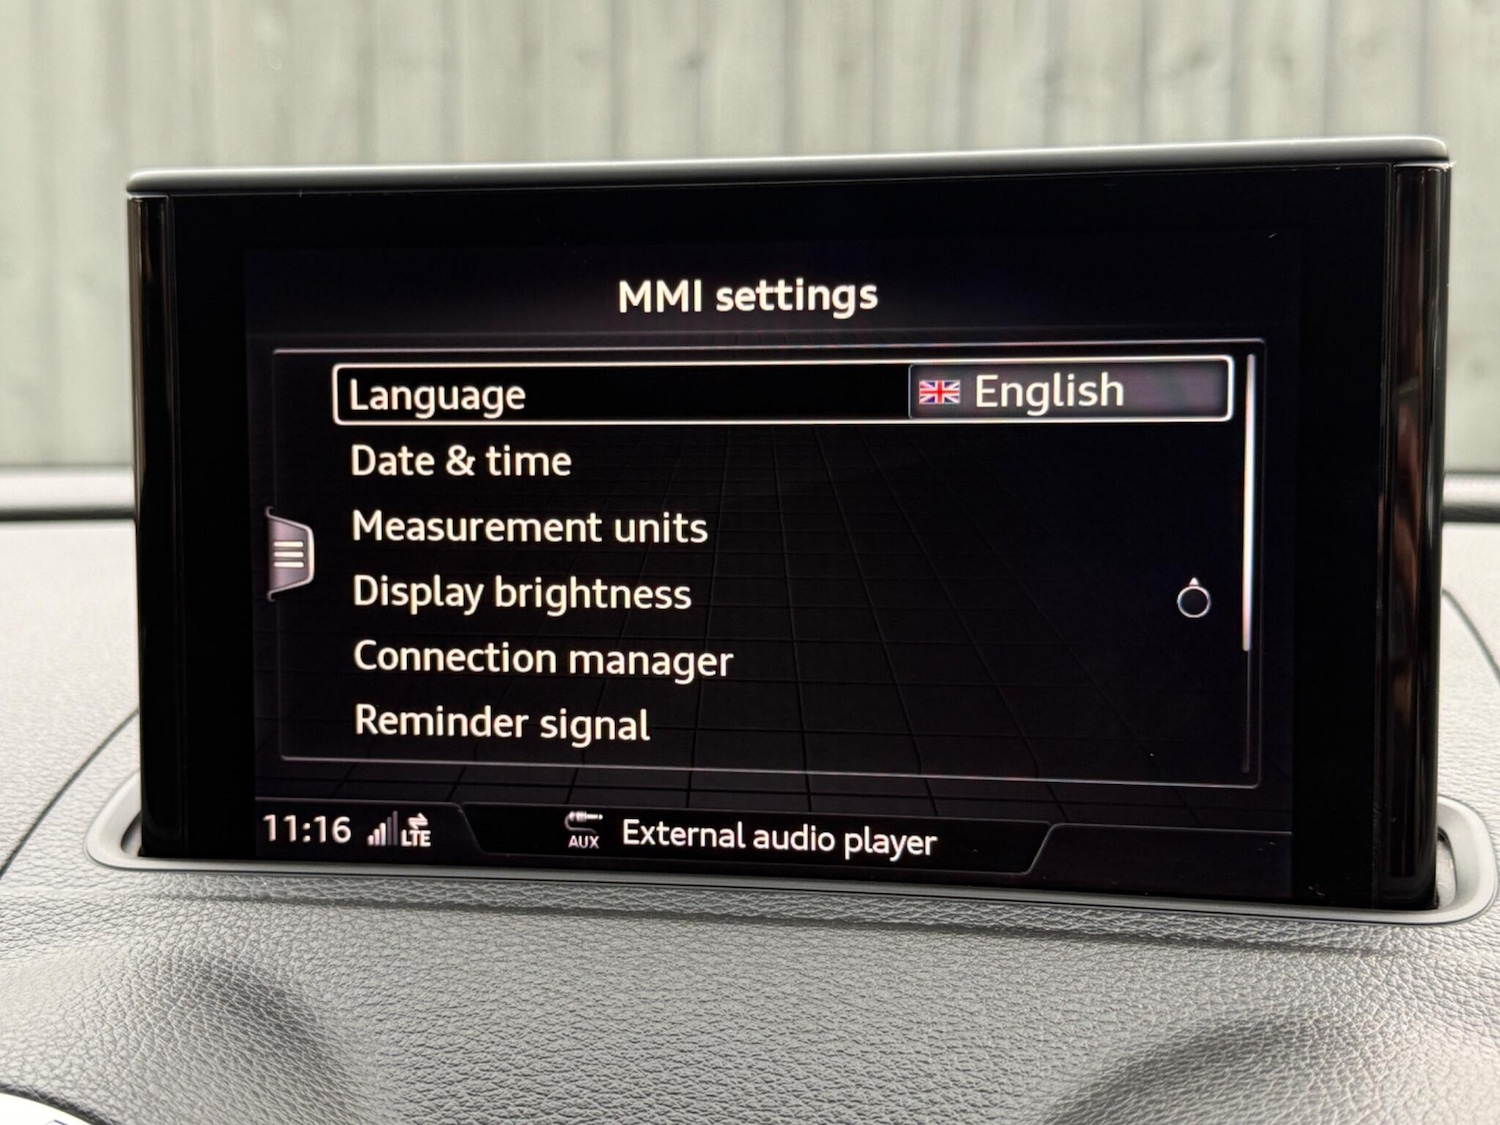 MMI settings
Language English
Date & time
Measurement units
Display brightness
Connection manager
Reminder signal
11:16 LTE AUX External audio player